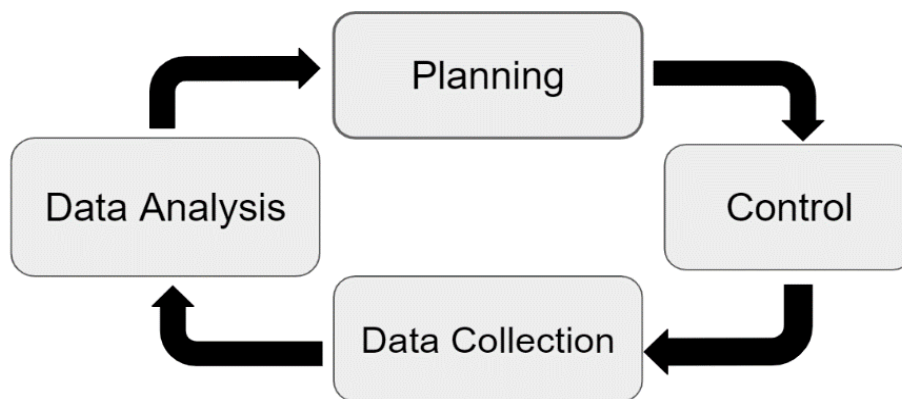 Planning
Control
Data Collection
Data Analysis